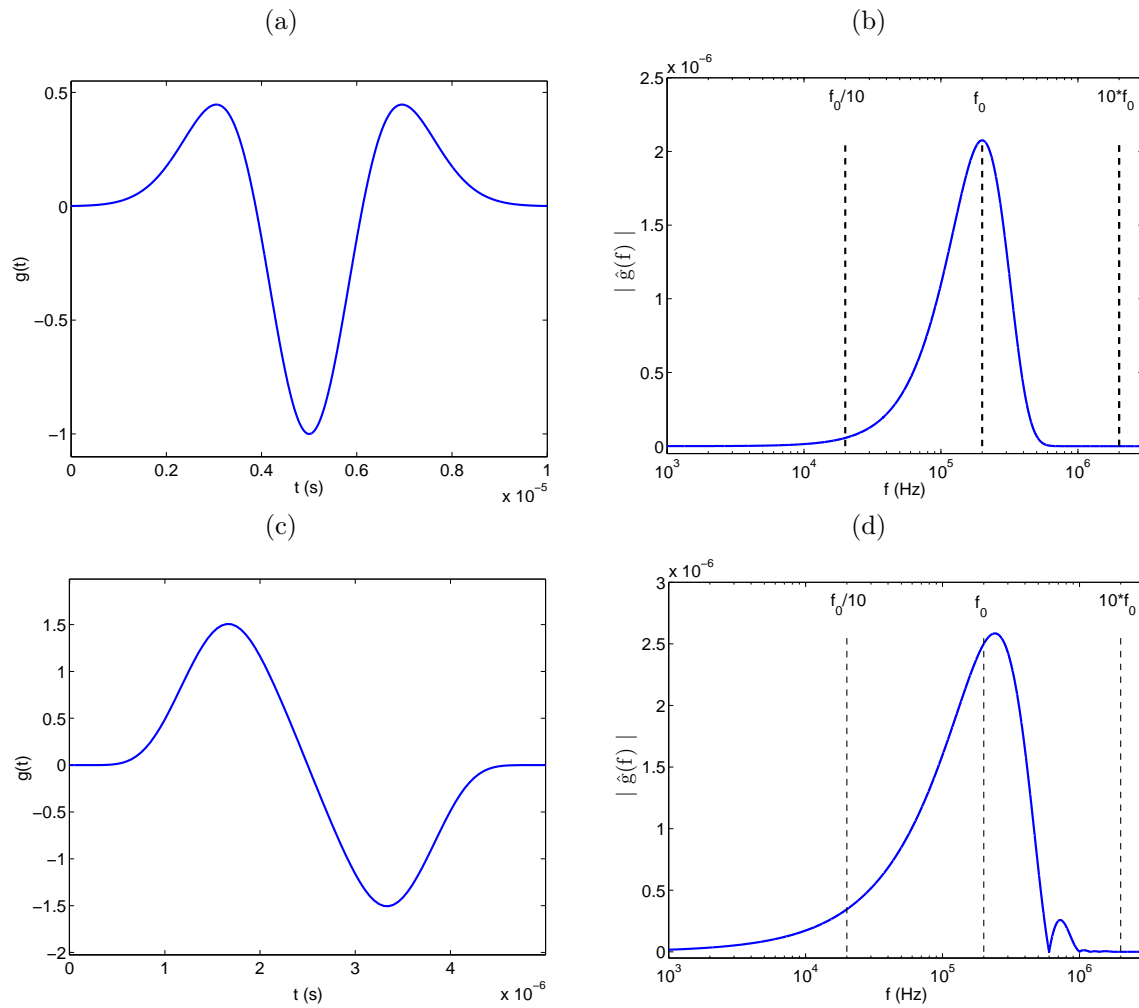 (a)
0.5
0
−0.5
−1
g(t)
0 0.2 0.4 0.6 0.8 1
t (s)
x 10⁻⁵
(b)
x 10⁻⁶
2.5
2
1.5
1
0.5
0
| ĝ(f) |
f₀/10 f₀ 10*f₀
10³ 10⁴ 10⁵ 10⁶
f (Hz)
(c)
1.5
1
0.5
0
−0.5
−1
−1.5
−2
g(t)
0 1 2 3 4
t (s)
x 10⁻⁶
(d)
x 10⁻⁶
3
2.5
2
1.5
1
0.5
0
| ĝ(f) |
f₀/10 f₀ 10*f₀
10³ 10⁴ 10⁵ 10⁶
f (Hz)